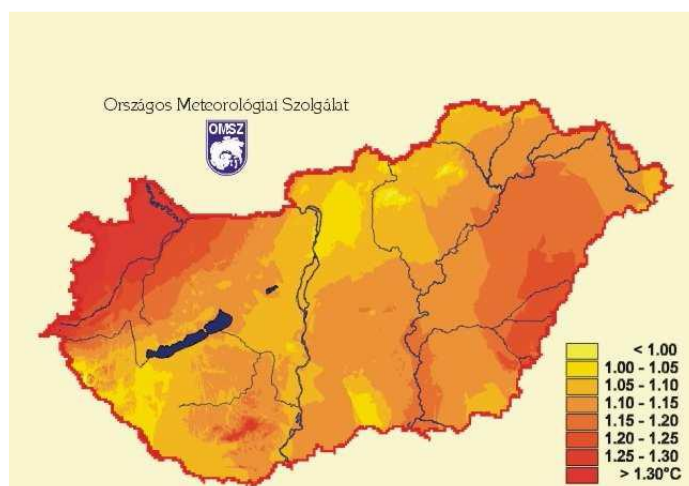 Országos Meteorológiai Szolgálat
OMSZ
< 1.00
1.00 - 1.05
1.05 - 1.10
1.10 - 1.15
1.15 - 1.20
1.20 - 1.25
1.25 - 1.30
> 1.30°C